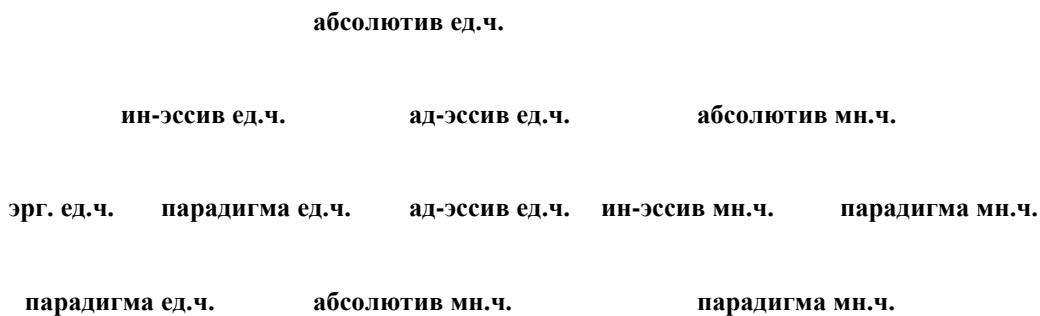 абсолютив ед.ч.
ин-эссив ед.ч. ад-эссив ед.ч. абсолютив мн.ч.
эрг. ед.ч. парадигма ед.ч. ад-эссив ед.ч. ин-эссив мн.ч. парадигма мн.ч.
парадигма ед.ч. абсолютив мн.ч. парадигма мн.ч.